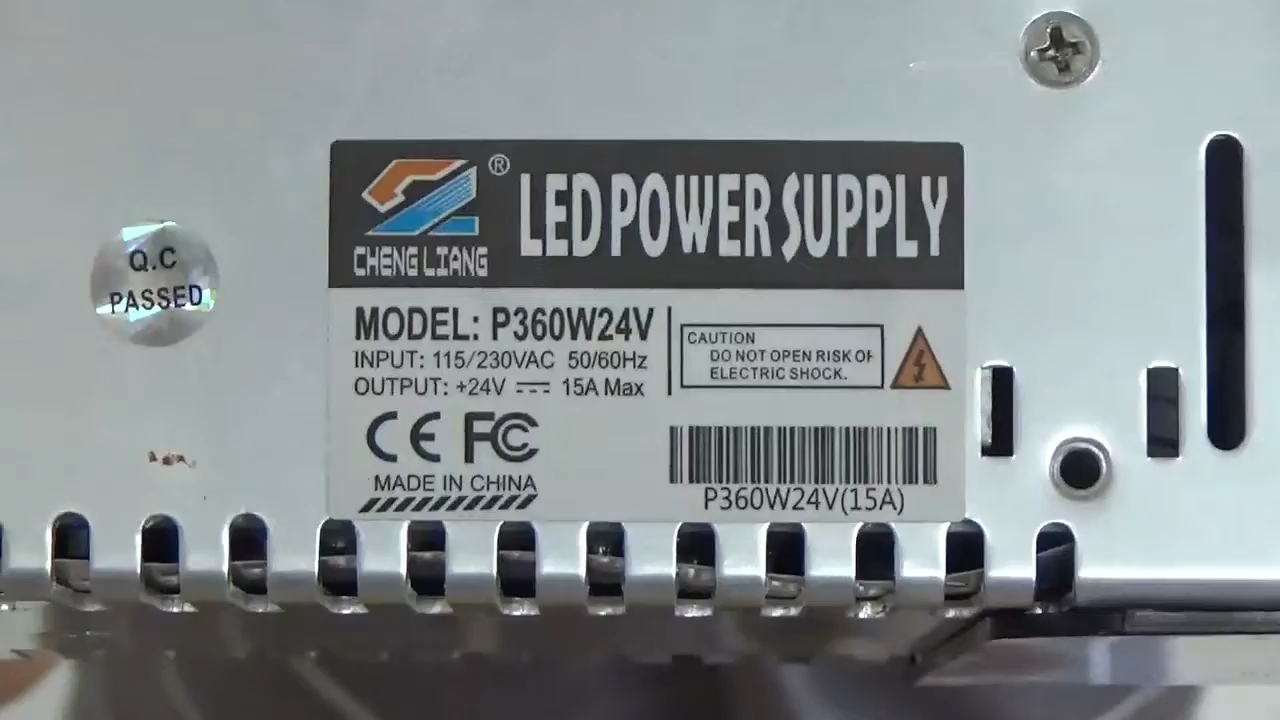 ®
LED POWER SUPPLY
CHENG LIANG
Q.C
PASSED
MODEL: P360W24V
INPUT: 115/230VAC 50/60Hz
OUTPUT: +24V ⎓ 15A Max
CAUTION
DO NOT OPEN RISK OF
ELECTRIC SHOCK.
CE FC
MADE IN CHINA
P360W24V(15A)